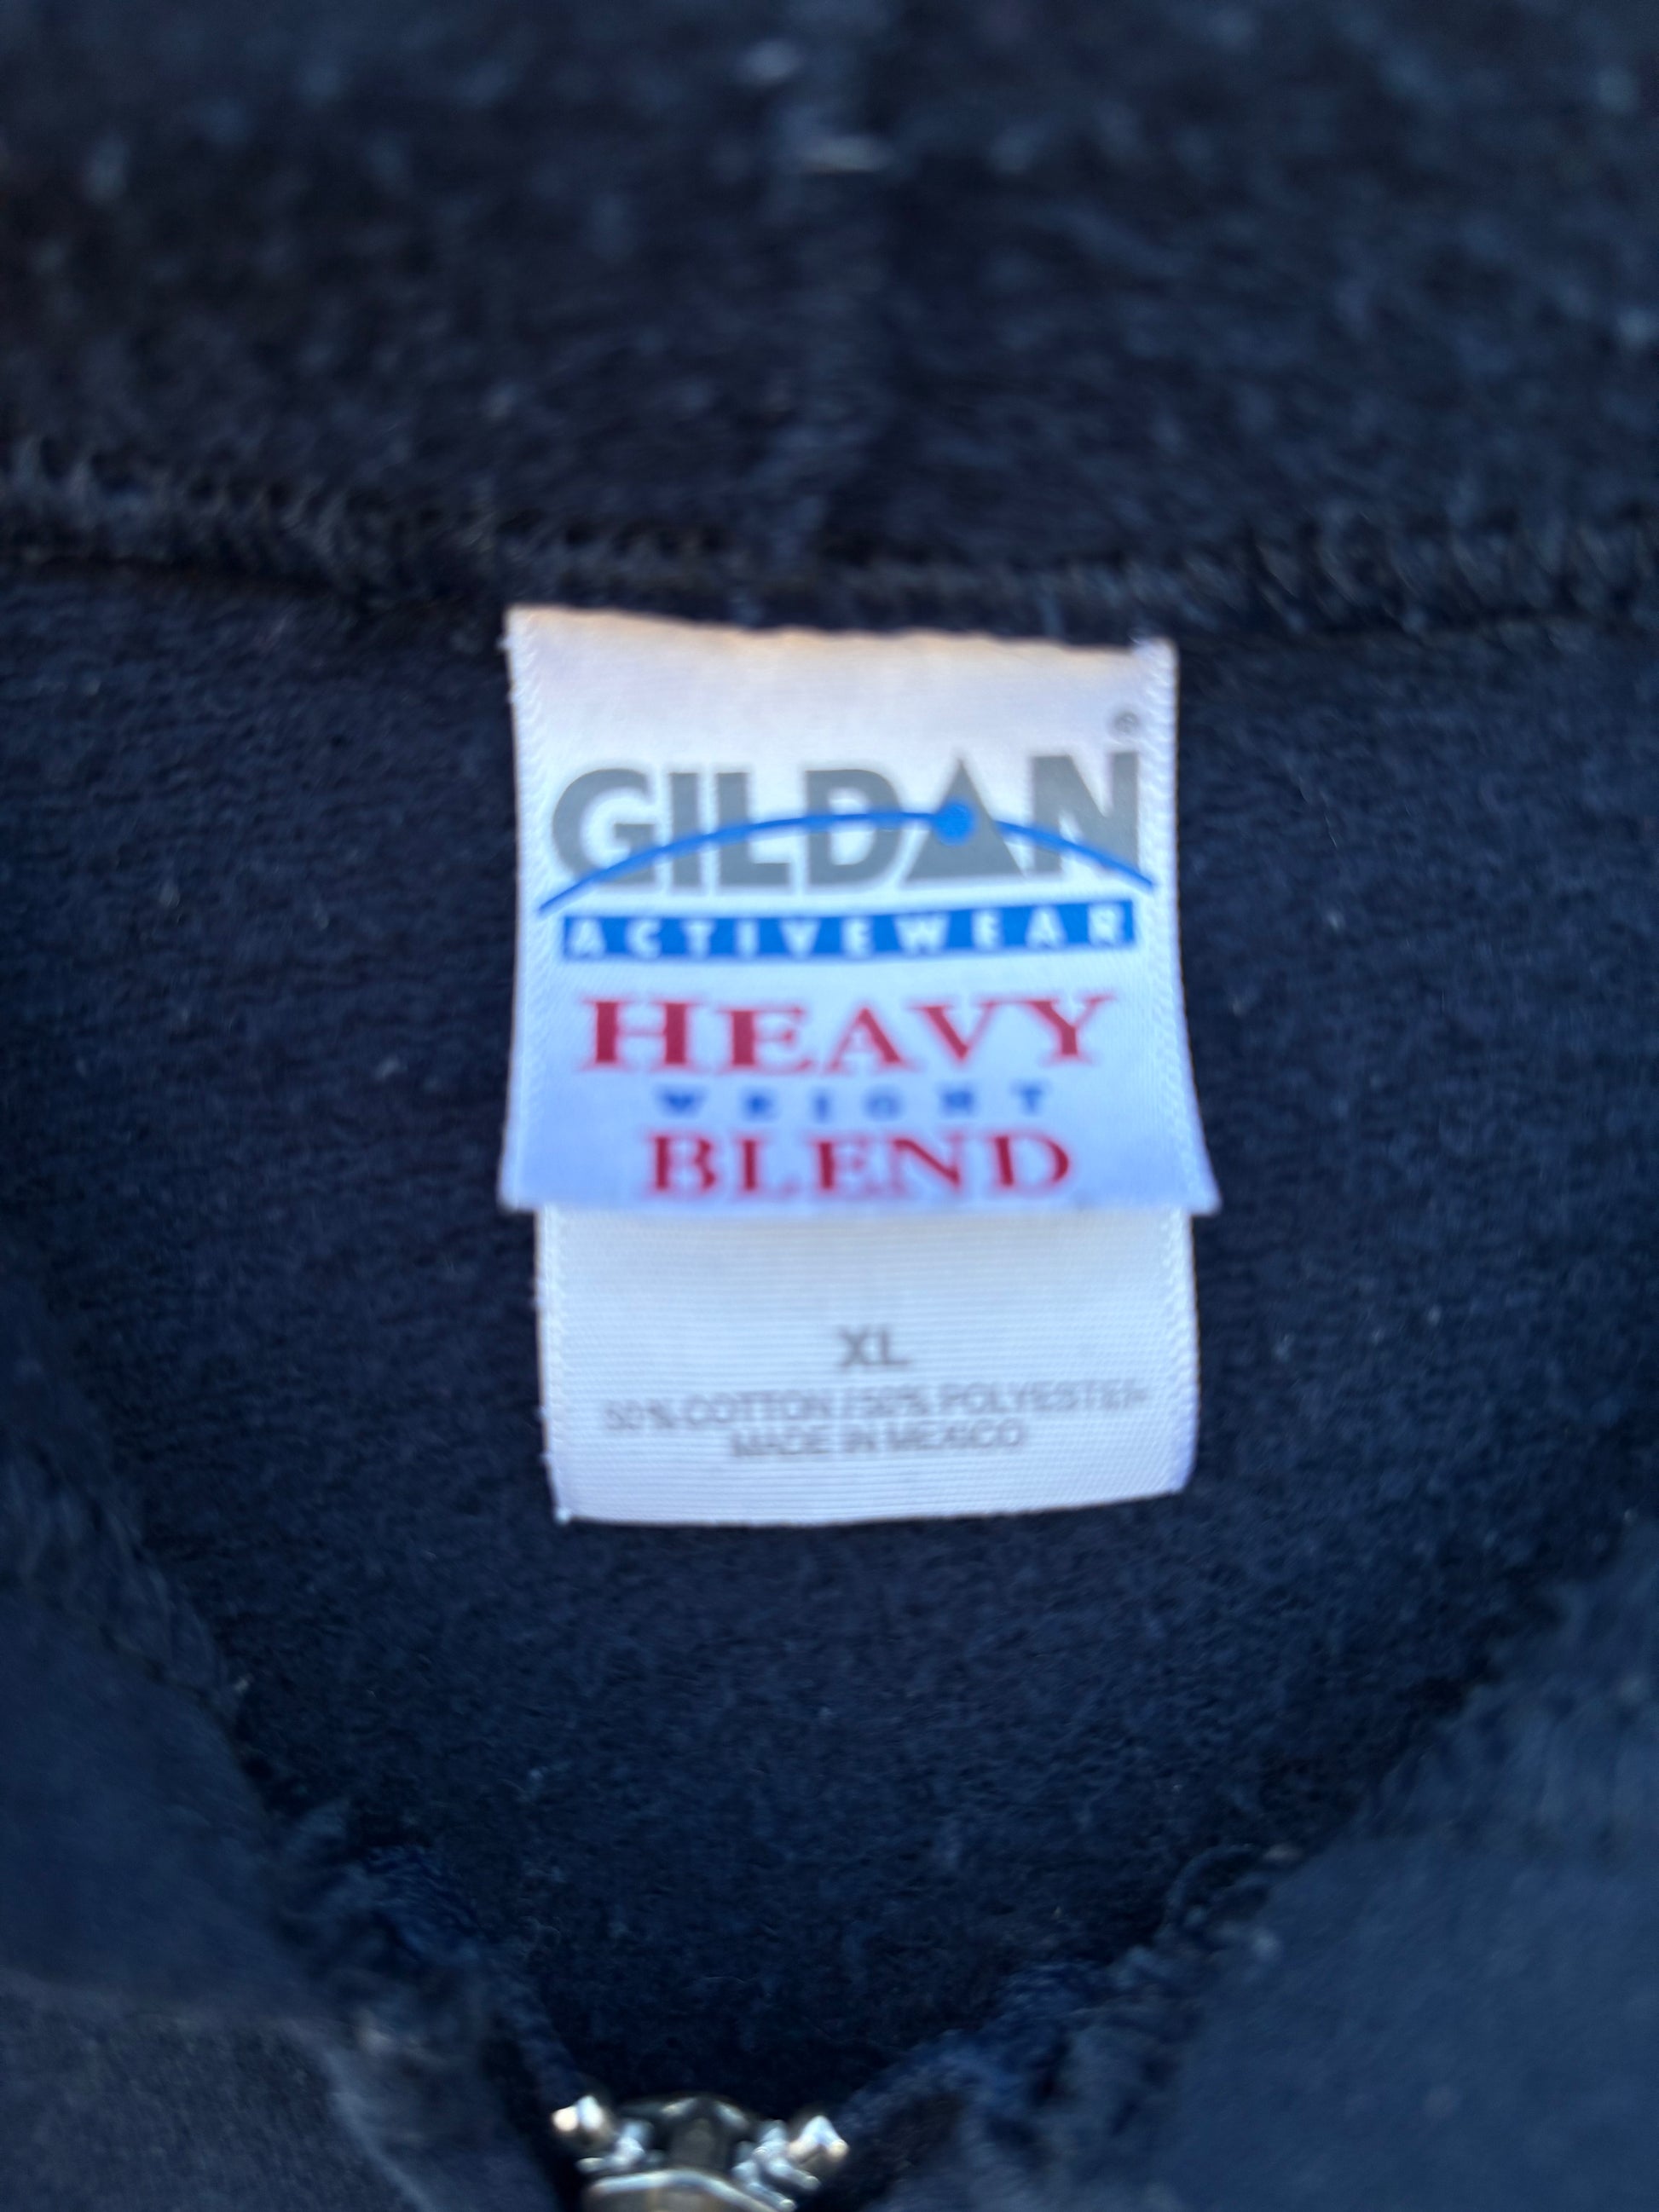 GILDAN®
ACTIVEWEAR
HEAVY
WEIGHT
BLEND
XL
50% COTTON / 50% POLYESTER
MADE IN MEXICO